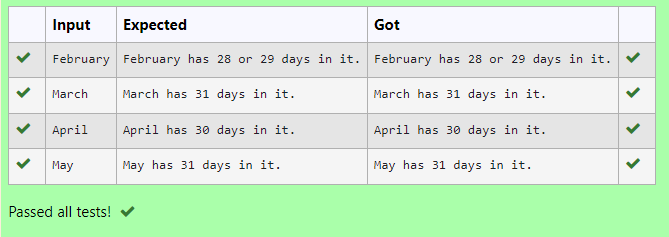 Input Expected Got
February February has 28 or 29 days in it. February has 28 or 29 days in it.
March March has 31 days in it. March has 31 days in it.
April April has 30 days in it. April has 30 days in it.
May May has 31 days in it. May has 31 days in it.
Passed all tests!